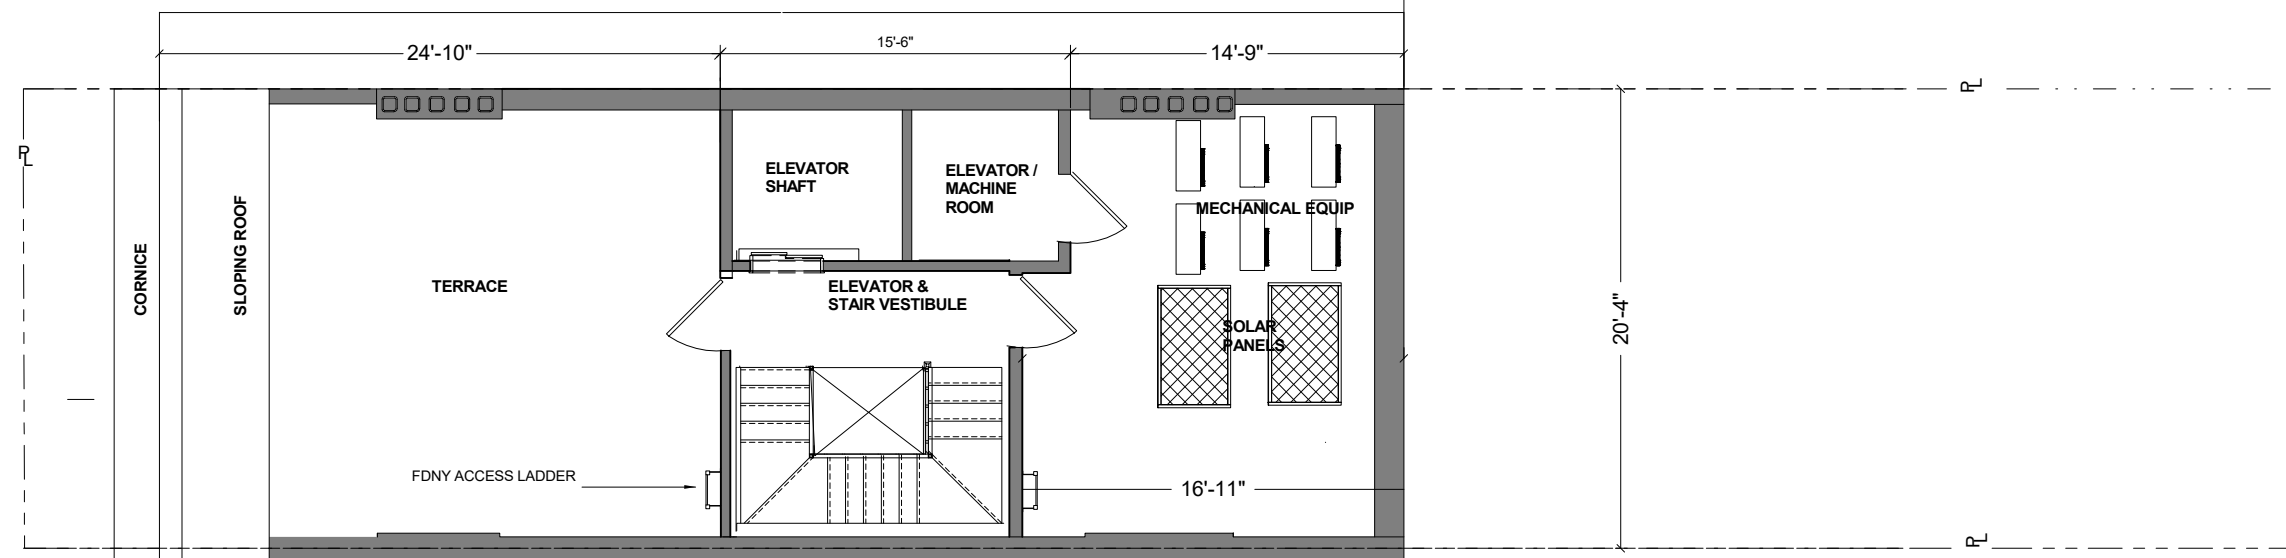 24'-10"
15'-6"
14'-9"
PL
PL
ELEVATOR
SHAFT
ELEVATOR /
MACHINE
ROOM
MECHANICAL EQUIP
CORNICE
SLOPING ROOF
TERRACE
ELEVATOR &
STAIR VESTIBULE
SOLAR
PANELS
20'-4"
FDNY ACCESS LADDER
16'-11"
PL